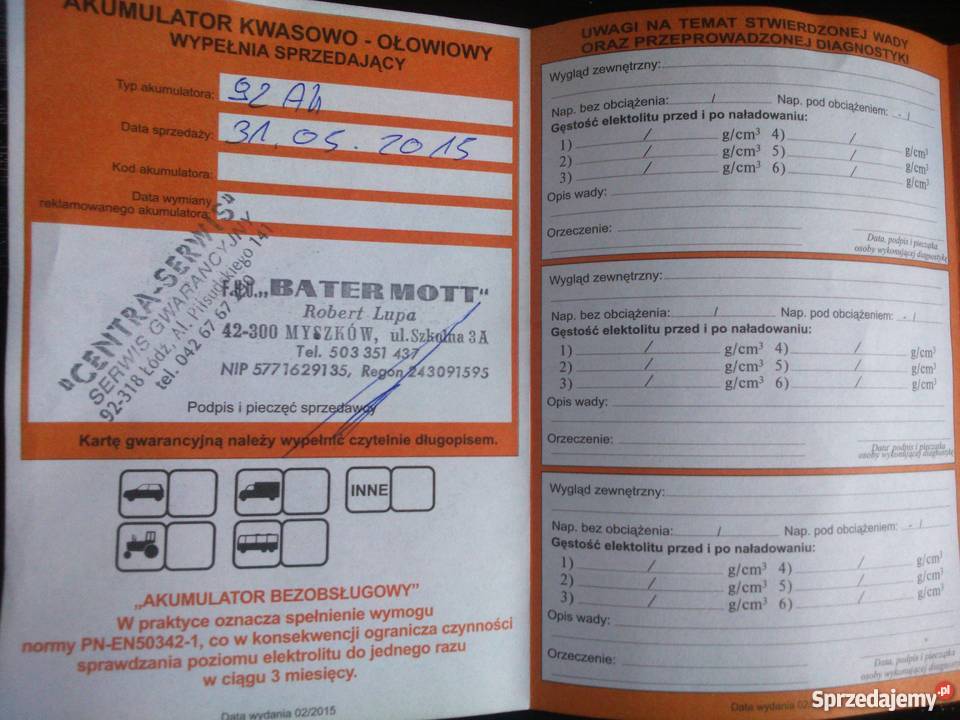 AKUMULATOR KWASOWO - OŁOWIOWY
WYPEŁNIA SPRZEDAJĄCY
Typ akumulatora: 92 Ah
Data sprzedaży: 31.05.2015
Kod akumulatora:
Data wymiany
reklamowanego akumulatora:
"CENTRA-SERWIS"
SERWIS GWARANCYJNY
92-318 Łódź, Al. Piłsudskiego 141
tel. 042 67 67
"BATER MOTT"
Robert Lupa
42-300 MYSZKÓW, ul.Szkolna 3A
Tel. 503 351 437
NIP 5771629135, Regon 243091595
Podpis i pieczęć sprzedawcy
Kartę gwarancyjną należy wypełnić czytelnie długopisem.
INNE
„AKUMULATOR BEZOBSŁUGOWY”
W praktyce oznacza spełnienie wymogu
normy PN-EN50342-1, co w konsekwencji ogranicza czynności
sprawdzania poziomu elektrolitu do jednego razu
w ciągu 3 miesięcy.
Data wydania 02/2015
UWAGI NA TEMAT STWIERDZONEJ WADY
ORAZ PRZEPROWADZONEJ DIAGNOSTYKI
Wygląd zewnętrzny:
Nap. bez obciążenia: / Nap. pod obciążeniem: - /
Gęstość elektolitu przed i po naładowaniu:
1) / g/cm³ 4) / g/cm³
2) / g/cm³ 5) / g/cm³
3) / g/cm³ 6) / g/cm³
Opis wady:
Orzeczenie:
Data, podpis i pieczątka
osoby wykonującej diagnostykę
Wygląd zewnętrzny:
Nap. bez obciążenia: / Nap. pod obciążeniem: - /
Gęstość elektolitu przed i po naładowaniu:
1) / g/cm³ 4) / g/cm³
2) / g/cm³ 5) / g/cm³
3) / g/cm³ 6) / g/cm³
Opis wady:
Orzeczenie:
Data podpis i pieczątka
osoby wykonującej diagnostykę
Wygląd zewnętrzny:
Nap. bez obciążenia: / Nap. pod obciążeniem: - /
Gęstość elektolitu przed i po naładowaniu:
1) / g/cm³ 4) / g/cm³
2) / g/cm³ 5) / g/cm³
3) / g/cm³ 6) / g/cm³
Opis wady:
Orzeczenie:
Data, podpis i pieczątka
osoby wykonującej
Data wydania
Sprzedajemy.pl